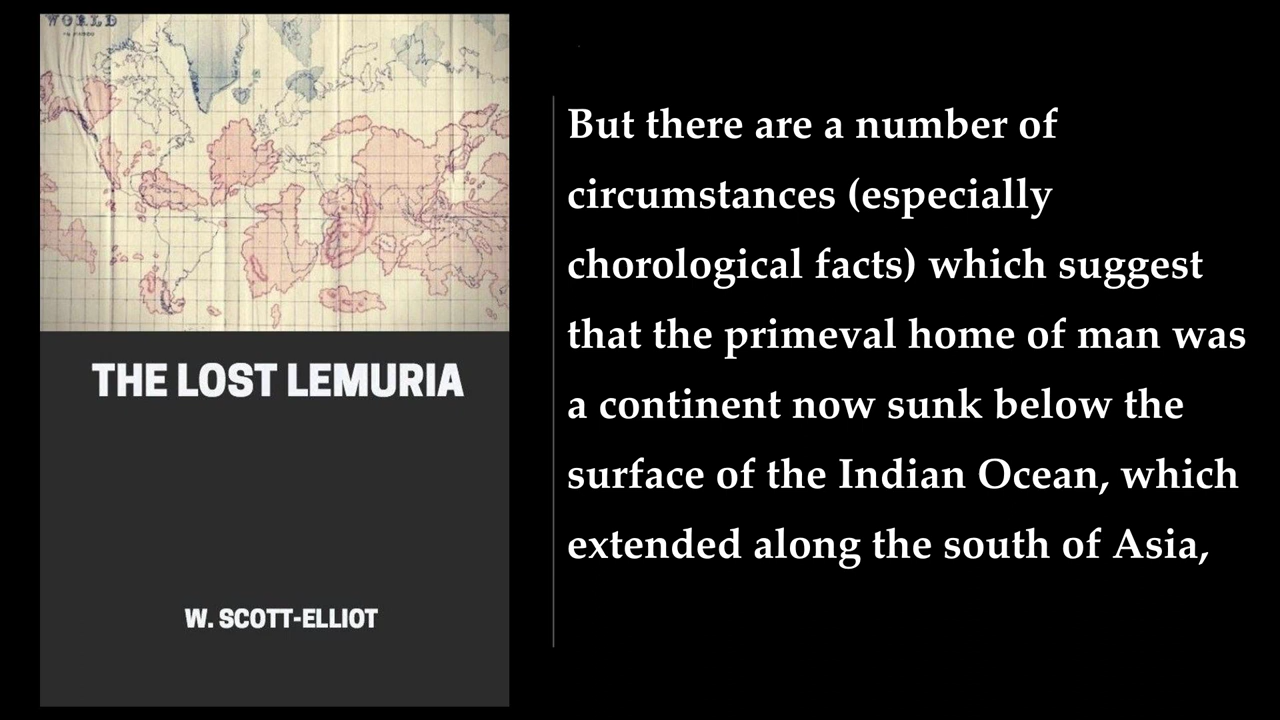 WORLD
THE LOST LEMURIA
W. SCOTT-ELLIOT
But there are a number of
circumstances (especially
chorological facts) which suggest
that the primeval home of man was
a continent now sunk below the
surface of the Indian Ocean, which
extended along the south of Asia,